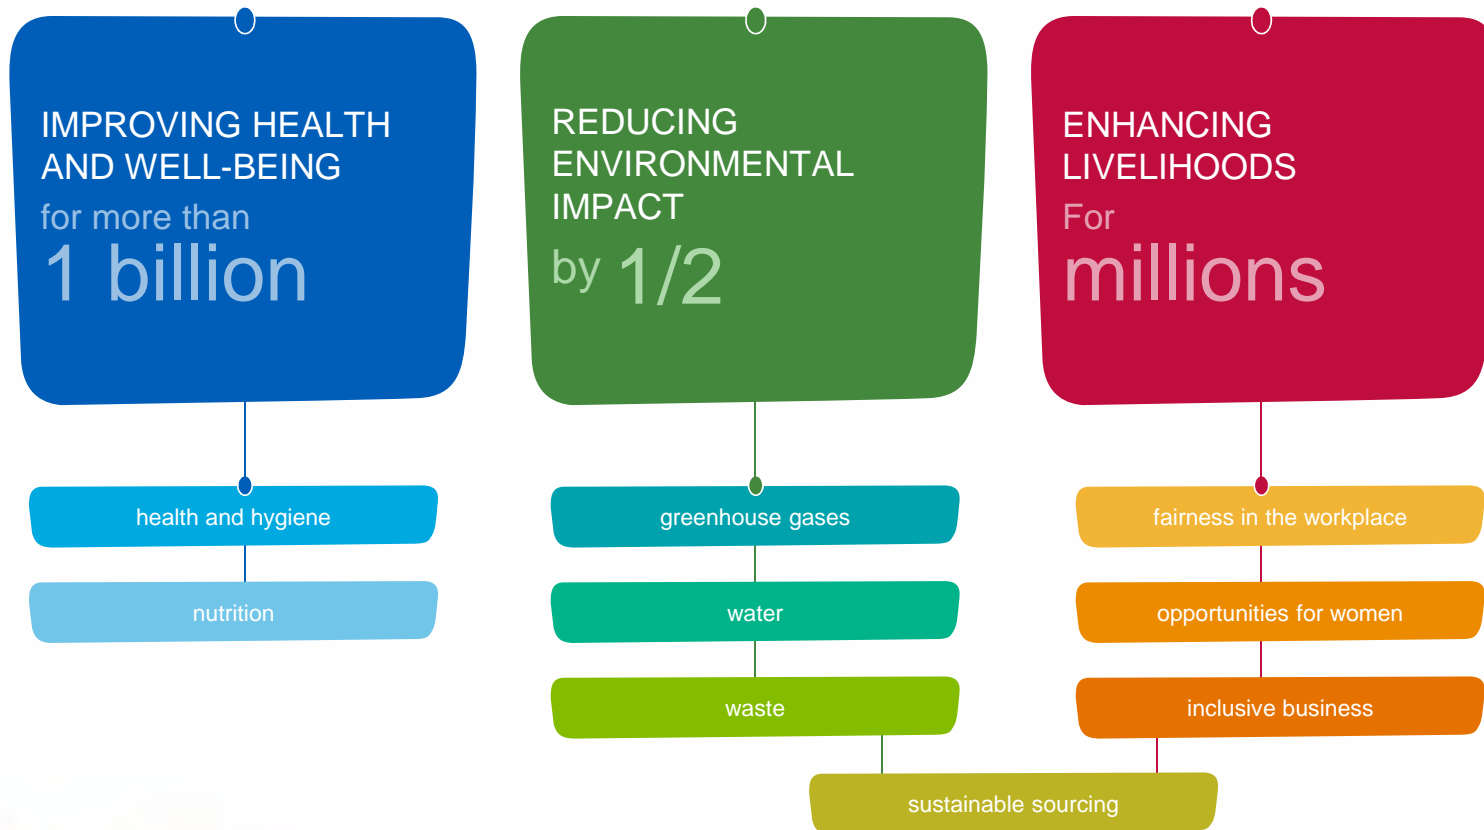 IMPROVING HEALTH
AND WELL-BEING
for more than
1 billion
health and hygiene
nutrition
REDUCING
ENVIRONMENTAL
IMPACT
by 1/2
greenhouse gases
water
waste
ENHANCING
LIVELIHOODS
For
millions
fairness in the workplace
opportunities for women
inclusive business
sustainable sourcing